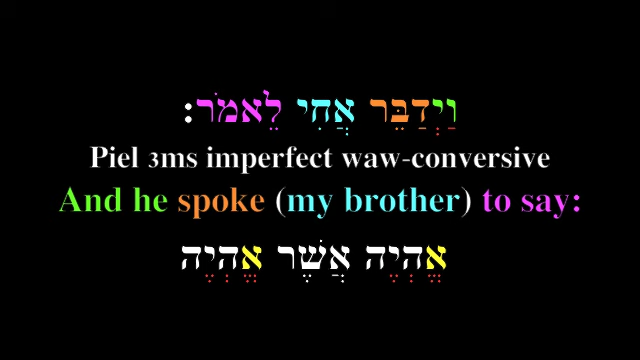 וַיְדַבֵּר אֲחִי לֵאמֹר:
Piel 3ms imperfect waw-conversive
And he spoke (my brother) to say:
אֱהְיֶה אֲשֶׁר אֱהְיֶה